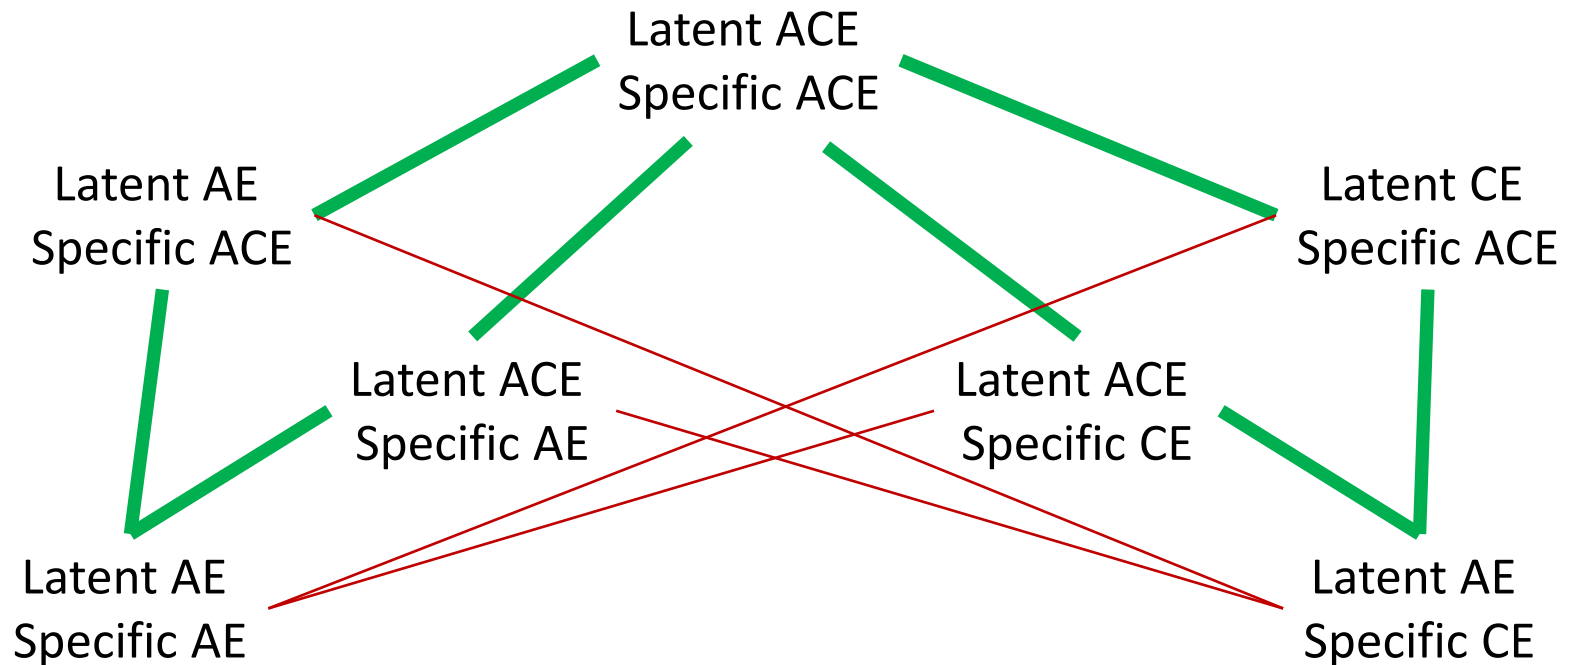 Latent ACE
Specific ACE
Latent AE
Specific ACE
Latent CE
Specific ACE
Latent ACE
Specific AE
Latent ACE
Specific CE
Latent AE
Specific AE
Latent AE
Specific CE